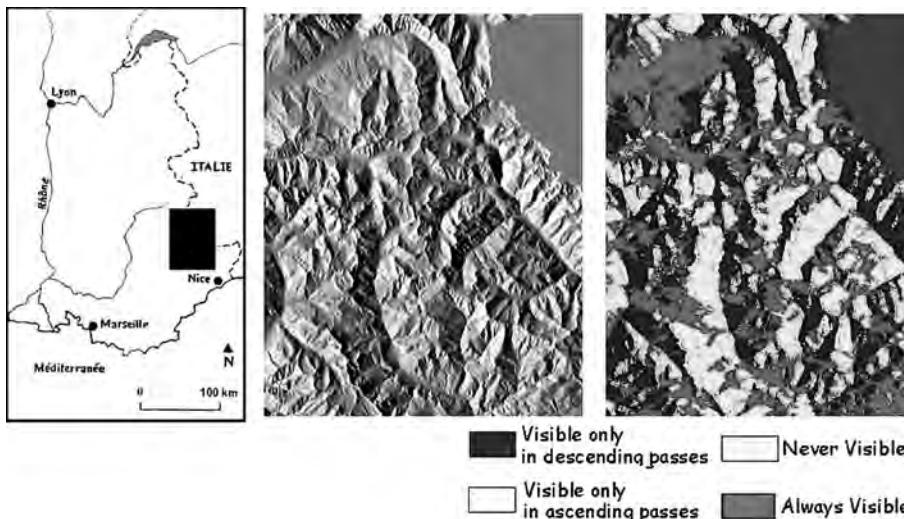 Lyon
ITALIE
Rhône
Nice
Marseille
N
Méditerranée
0 100 km
Visible only
in descending passes
Never Visible
Visible only
in ascending passes
Always Visible